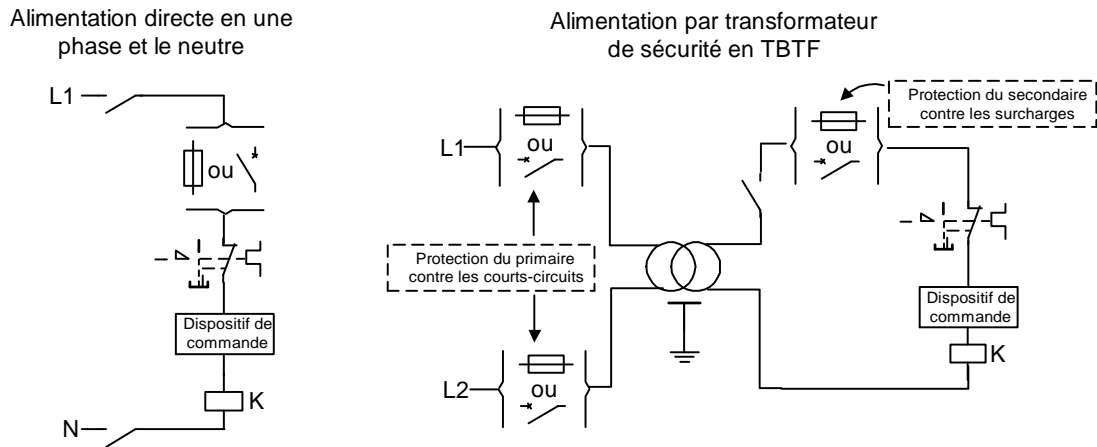 Alimentation directe en une
phase et le neutre
L1
ou
Dispositif de
commande
K
N
Alimentation par transformateur
de sécurité en TBTF
Protection du secondaire
contre les surcharges
L1
ou
ou
Protection du primaire
contre les courts-circuits
Dispositif de
commande
K
L2
ou